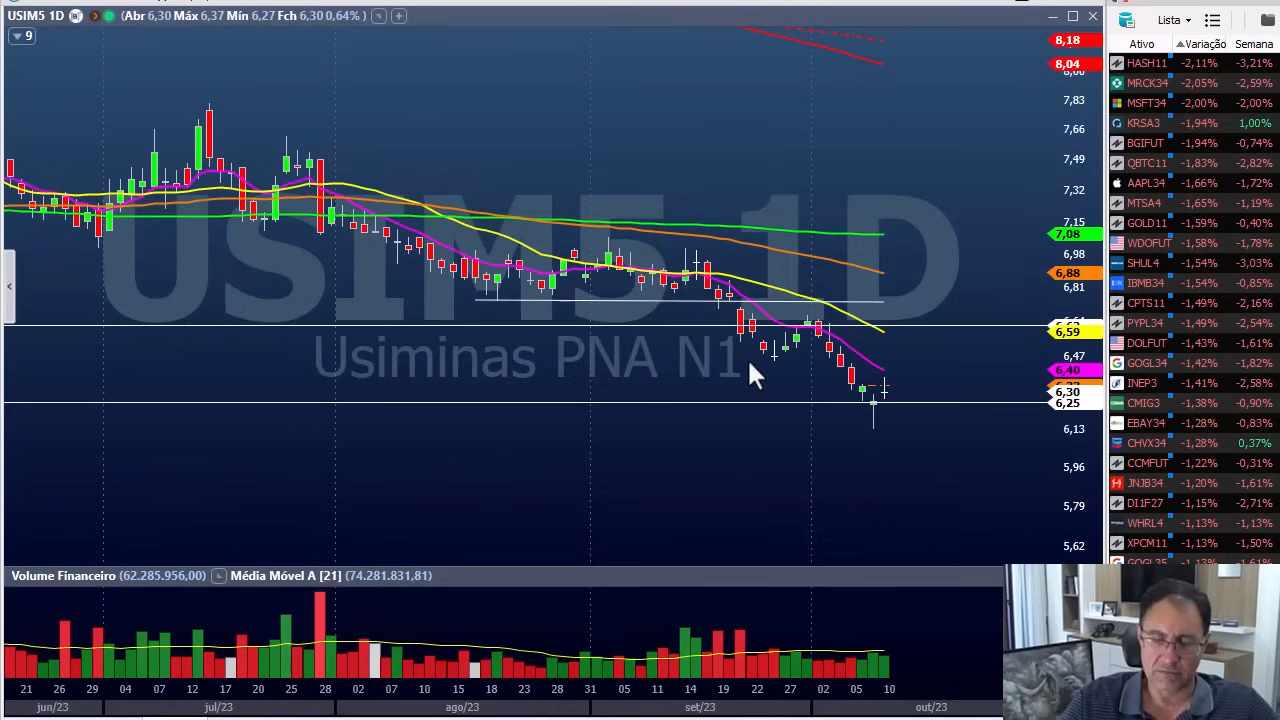 USIM5 1D (Abr 6,30 Máx 6,37 Mín 6,27 Fch 6,30 0,64%)
9
Lista
Ativo Variação Semana
HASH11 -2,11% -3,21%
MRCK34 -2,05% -2,59%
MSFT34 -2,00% -2,00%
KRSA3 -1,94% 1,00%
BGIFUT -1,94% -0,74%
QBTC11 -1,83% -2,82%
AAPL34 -1,66% -1,72%
MTSA4 -1,65% -1,19%
GOLD11 -1,59% -0,40%
WDOFUT -1,58% -1,78%
SHUL4 -1,54% -3,03%
IBMB34 -1,54% -0,85%
CPTS11 -1,49% -2,16%
PYPL34 -1,49% -2,54%
DOLFUT -1,43% -1,61%
GOGL34 -1,42% -1,82%
INEP3 -1,41% -2,58%
CMIG3 -1,38% -0,90%
EBAY34 -1,28% -0,83%
CHVX34 -1,28% 0,37%
CCMFUT -1,22% -0,31%
JNJB34 -1,20% -1,61%
DI1F27 -1,15% -2,71%
WHRL4 -1,13% -1,13%
XPCM11 -1,13% -1,50%
GOGL35 -1,13% -1,61%
8,18
8,04
8,00
7,83
7,66
7,49
7,32
7,15
7,08
6,98
6,88
6,81
6,59
6,47
6,40
6,30
6,25
6,13
5,96
5,79
5,62
USIM5 1D
Usiminas PNA N1
Volume Financeiro (62.285.956,00) Média Móvel A [21] (74.281.831,81)
21 26 29 04 07 12 17 20 25 28 02 07 10 15 18 23 28 31 05 11 14 19 22 27 02 05 10
jun/23 jul/23 ago/23 set/23 out/23